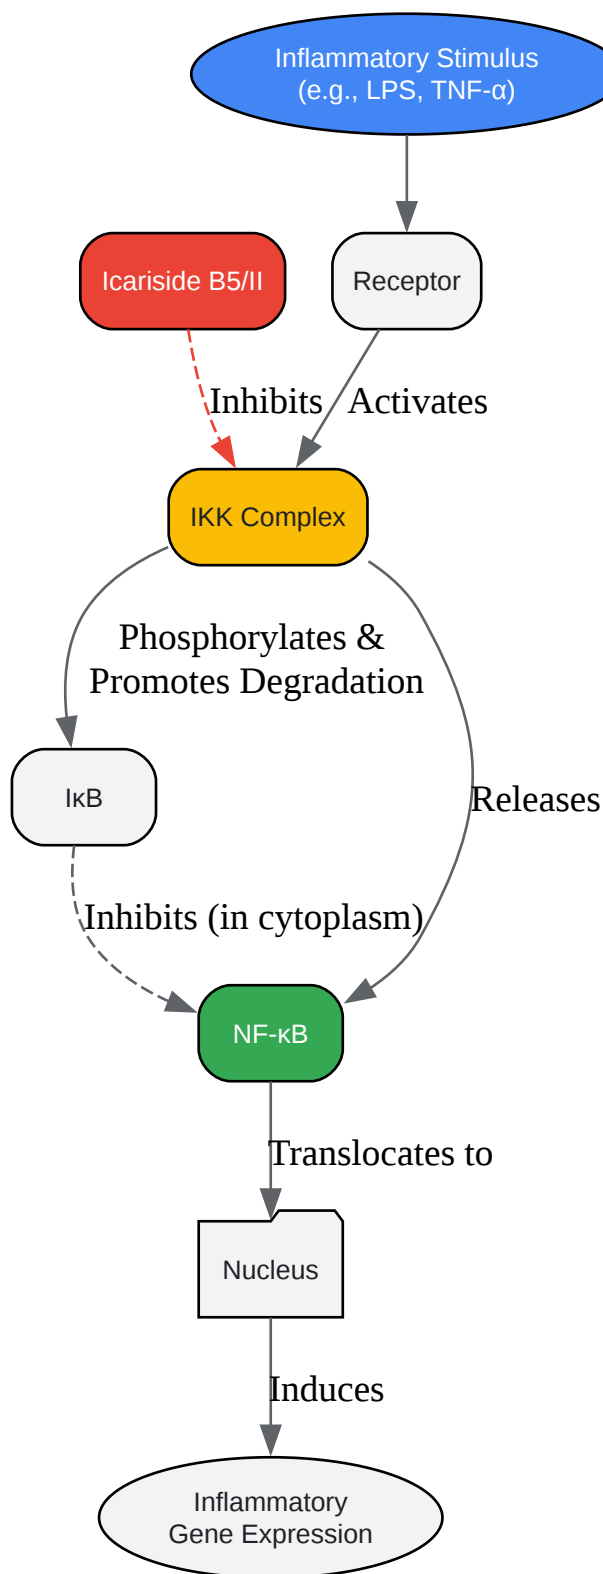 Inflammatory Stimulus
(e.g., LPS, TNF-α)
Icariside B5/II
Receptor
Inhibits
Activates
IKK Complex
Phosphorylates &
Promotes Degradation
IκB
Releases
Inhibits (in cytoplasm)
NF-κB
Translocates to
Nucleus
Induces
Inflammatory
Gene Expression